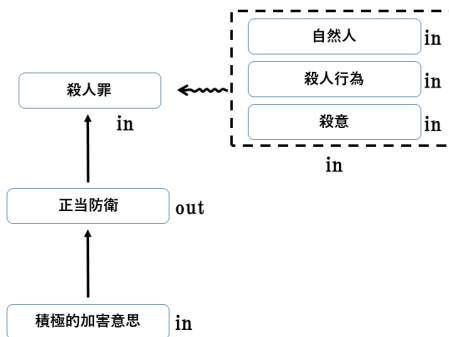 自然人 in
殺人罪 殺人行為 in
in 殺意 in
in
正当防衛 out
積極的加害意思 in